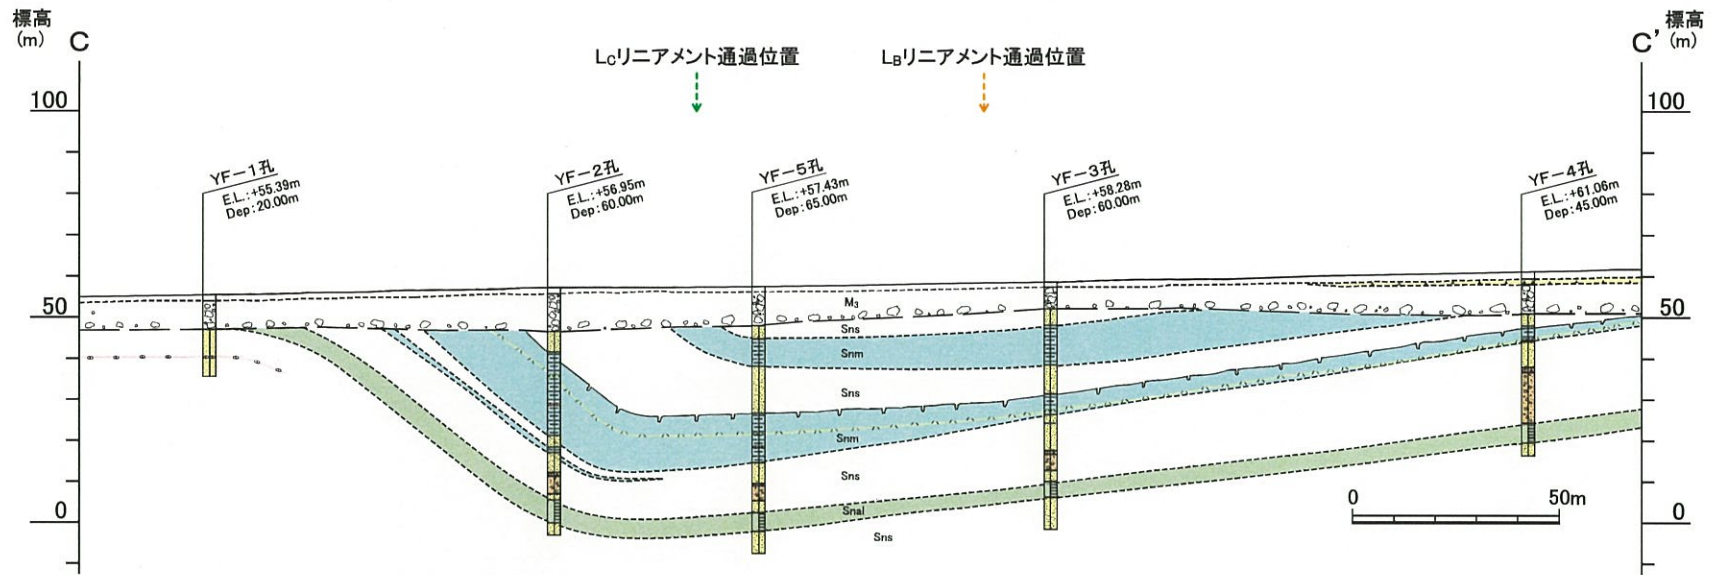 標高
(m)
C
LCリニアメント通過位置
LBリニアメント通過位置
標高
(m)
C'
100
100
YF-1孔
E.L.:+55.39m
Dep:20.00m
YF-2孔
E.L.:+56.95m
Dep:60.00m
YF-5孔
E.L.:+57.43m
Dep:65.00m
YF-3孔
E.L.:+58.28m
Dep:60.00m
YF-4孔
E.L.:+61.06m
Dep:45.00m
50
50
M3
Sns
Snm
Sns
Snm
Sns
Snal
Sns
0
0
0 50m